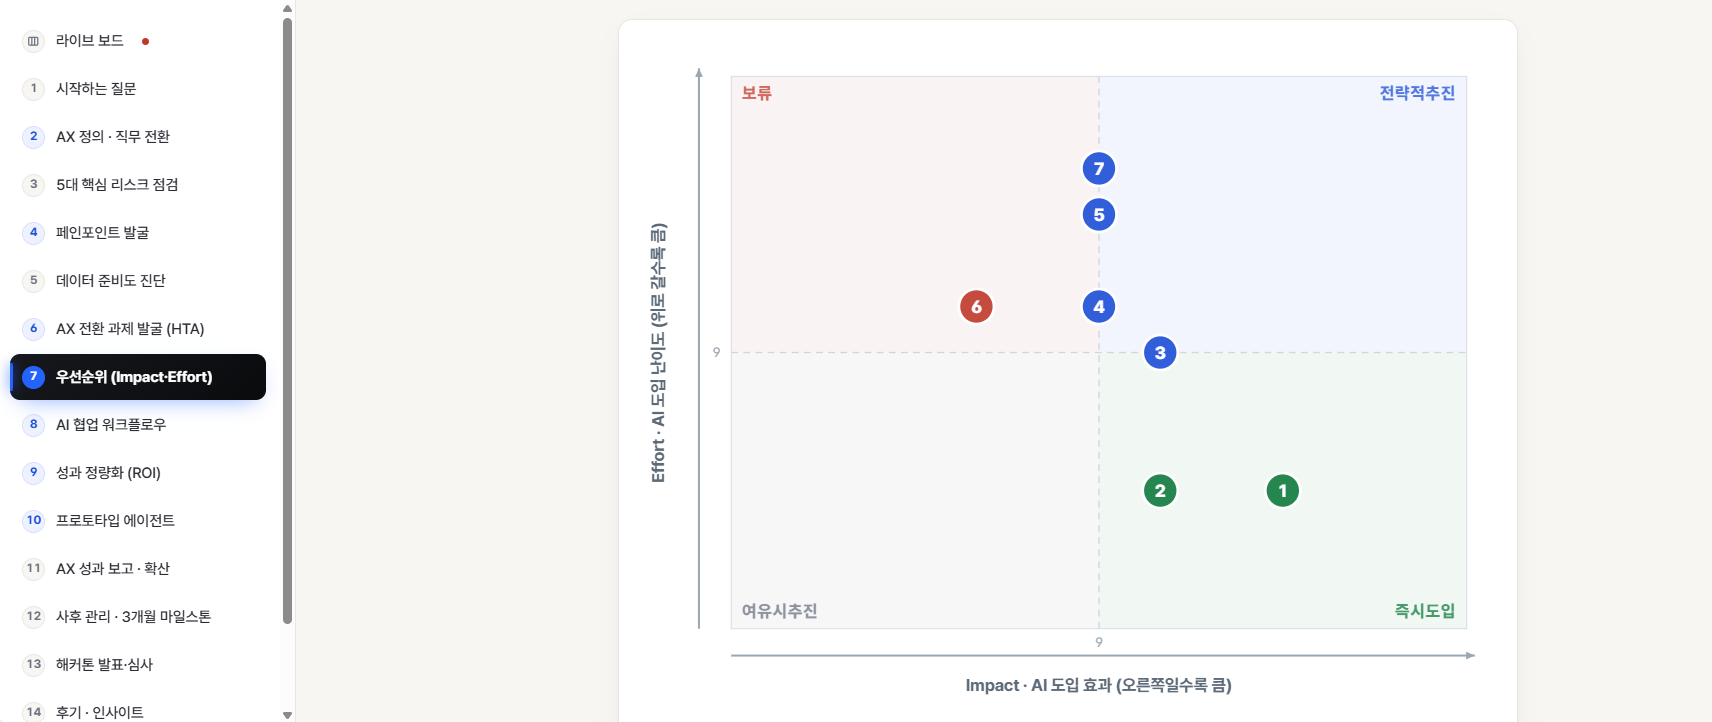 라이브 보드
1 시작하는 질문
2 AX 정의 · 직무 전환
3 5대 핵심 리스크 점검
4 페인포인트 발굴
5 데이터 준비도 진단
6 AX 전환 과제 발굴 (HTA)
7 우선순위 (Impact·Effort)
8 AI 협업 워크플로우
9 성과 정량화 (ROI)
10 프로토타입 에이전트
11 AX 성과 보고 · 확산
12 사후 관리 · 3개월 마일스톤
13 해커톤 발표·심사
14 후기 · 인사이트
보류
전략적추진
7
5
6
4
3
9
2
1
여유시추진
즉시도입
9
Effort · AI 도입 난이도 (위로 갈수록 큼)
Impact · AI 도입 효과 (오른쪽일수록 큼)